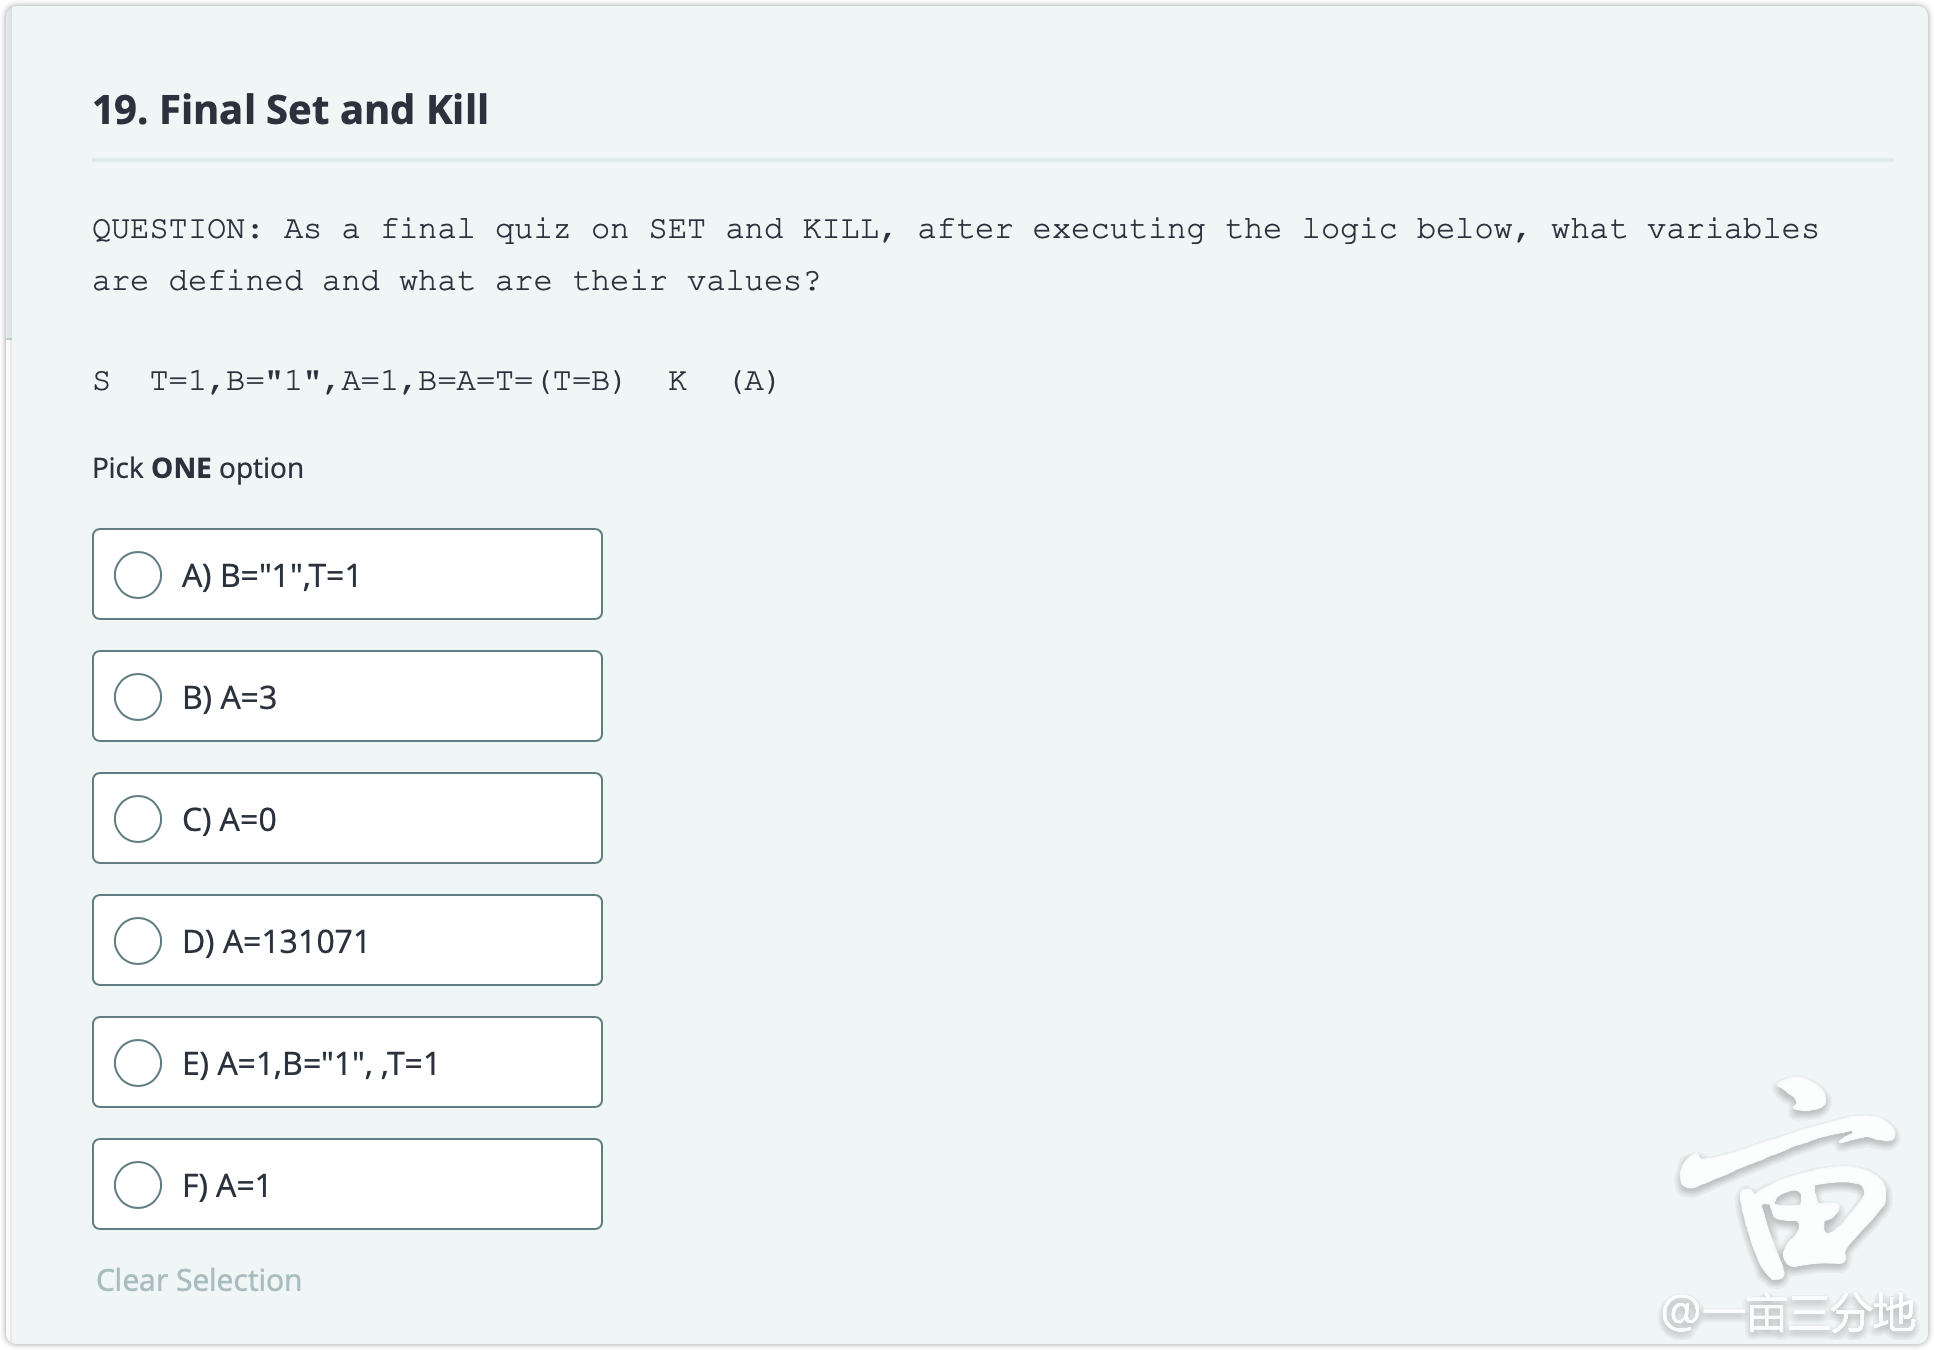 19. Final Set and Kill
QUESTION: As a final quiz on SET and KILL, after executing the logic below, what variables
are defined and what are their values?
S  T=1,B="1",A=1,B=A=T=(T=B)  K  (A)
Pick ONE option
A) B="1",T=1
B) A=3
C) A=0
D) A=131071
E) A=1,B="1", ,T=1
F) A=1
Clear Selection
亩
@一亩三分地